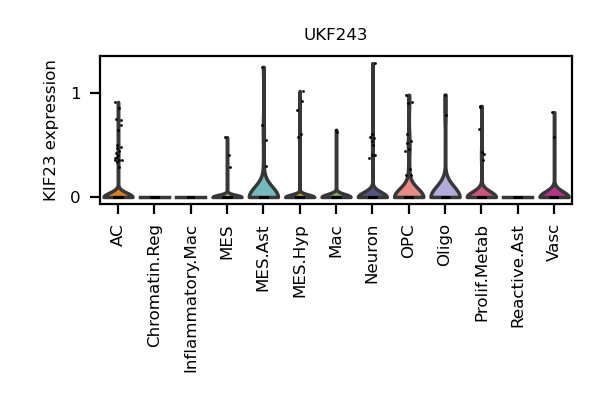 UKF243
KIF23 expression
1
0
AC
Chromatin.Reg
Inflammatory.Mac
MES
MES.Ast
MES.Hyp
Mac
Neuron
OPC
Oligo
Prolif.Metab
Reactive.Ast
Vasc